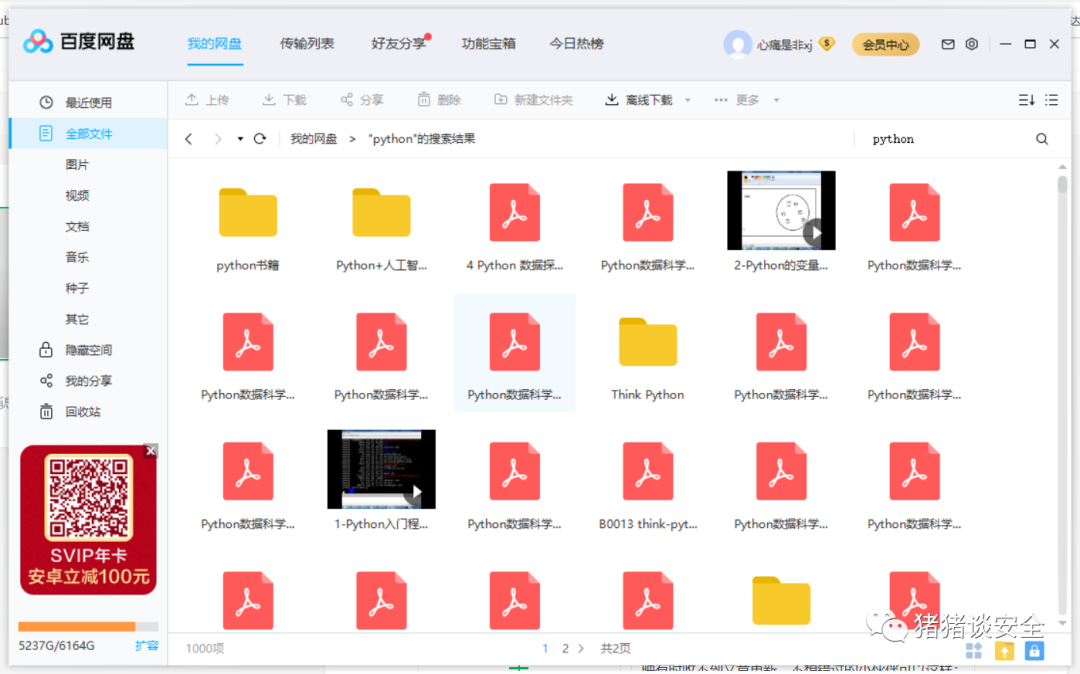 百度网盘
我的网盘
传输列表
好友分享
功能宝箱
今日热榜
心痛是非xj
S
会员中心
最近使用
全部文件
图片
视频
文档
音乐
种子
其它
隐藏空间
我的分享
回收站
SVIP年卡
安卓立减100元
5237G/6164G
扩容
上传
下载
分享
删除
新建文件夹
离线下载
更多
我的网盘 > "python"的搜索结果
python
python书籍
Python+人工智...
4 Python 数据探...
Python数据科学...
2-Python的变量...
Python数据科学...
Python数据科学...
Python数据科学...
Python数据科学...
Think Python
Python数据科学...
Python数据科学...
Python数据科学...
1-Python入门程...
Python数据科学...
B0013 think-pyt...
Python数据科学...
Python数据科学...
1000项
1 2 > 共2页
猪猪谈安全